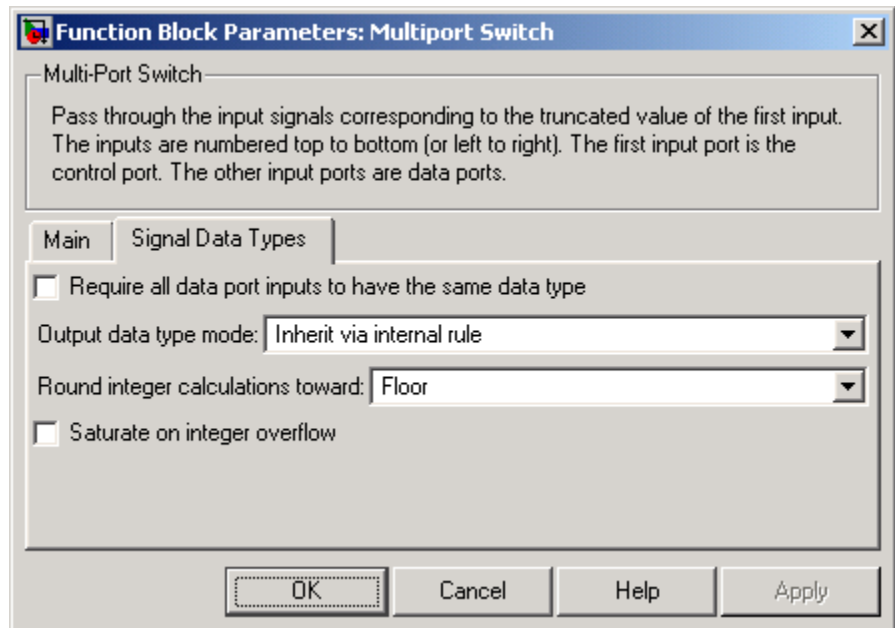 Function Block Parameters: Multiport Switch
Multi-Port Switch
Pass through the input signals corresponding to the truncated value of the first input.
The inputs are numbered top to bottom (or left to right). The first input port is the
control port. The other input ports are data ports.
Main
Signal Data Types
Require all data port inputs to have the same data type
Output data type mode: Inherit via internal rule
Round integer calculations toward: Floor
Saturate on integer overflow
OK
Cancel
Help
Apply